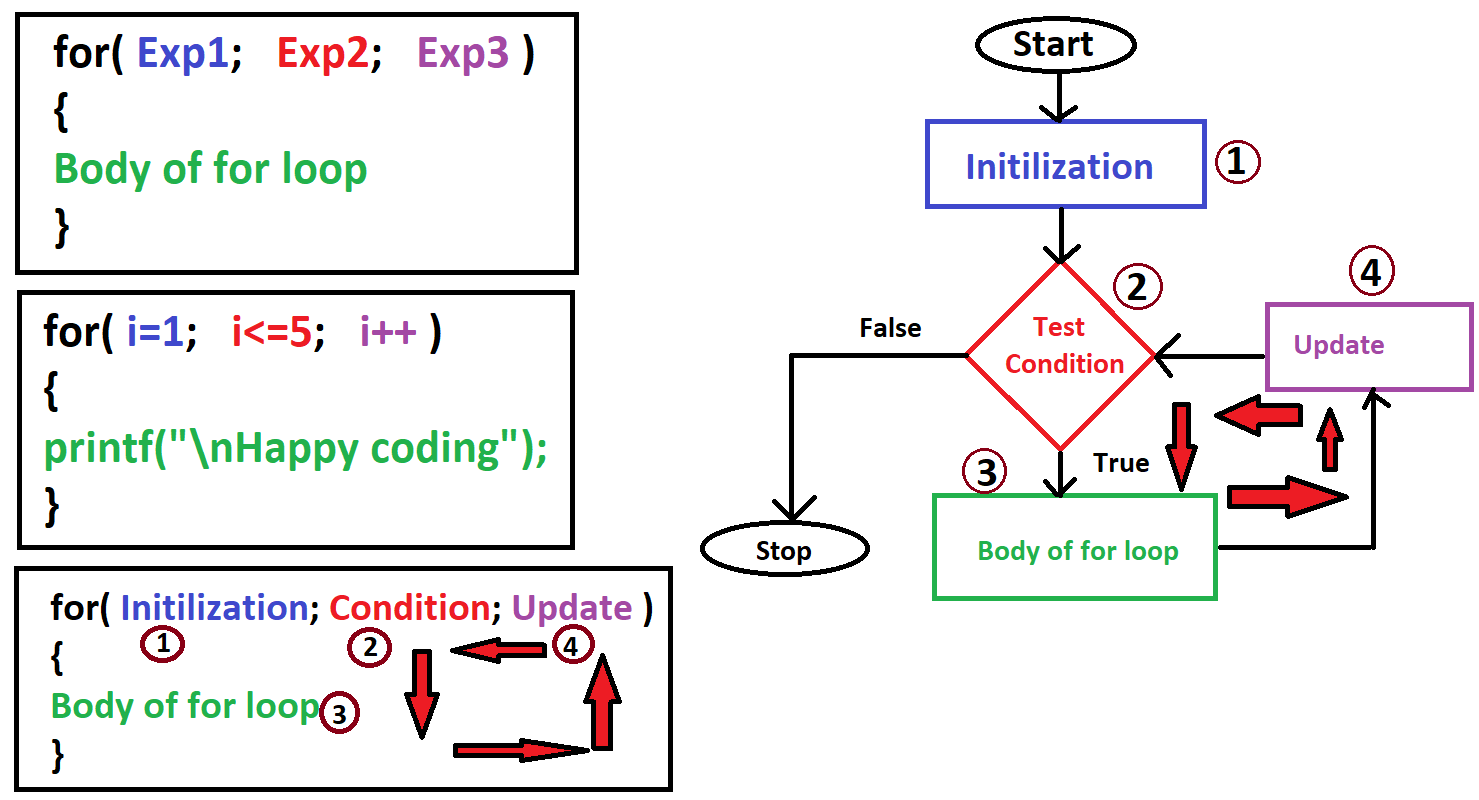 for( Exp1; Exp2; Exp3 )
{
Body of for loop
}
for( i=1; i<=5; i++ )
{
printf("\nHappy coding");
}
for( Initilization; Condition; Update )
1 2 4
{
Body of for loop 3
}
Start
Initilization 1
2
Test
Condition
False
True
4
Update
3
Body of for loop
Stop